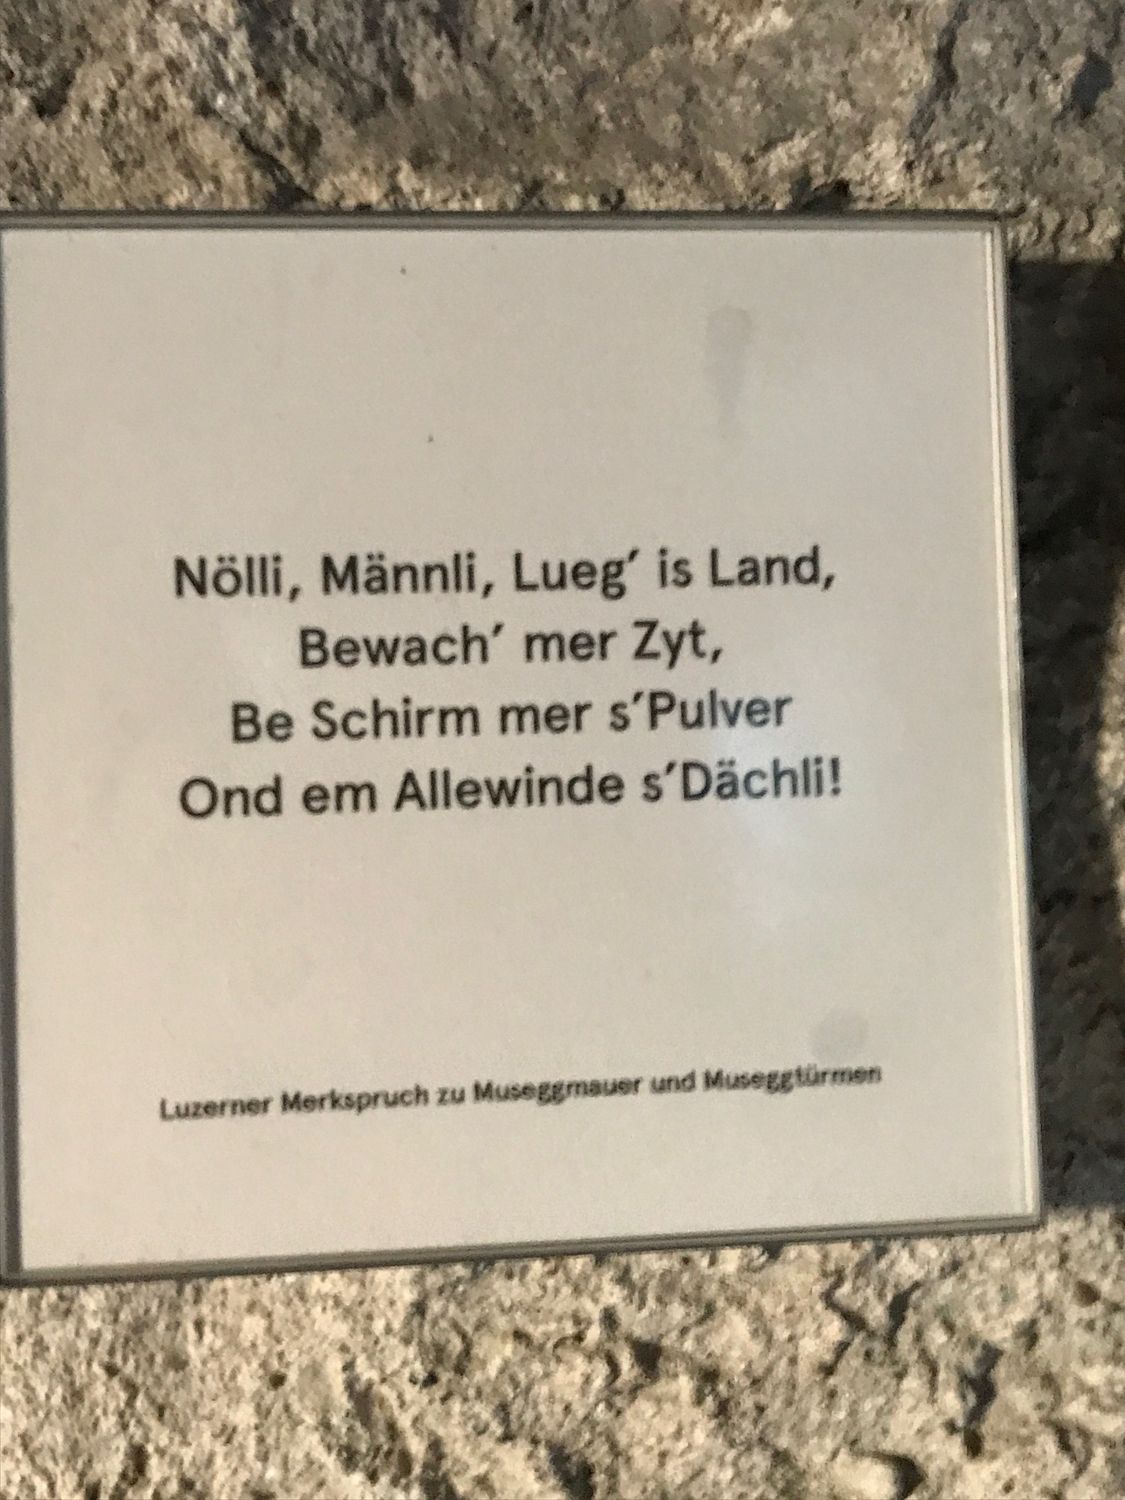 Nölli, Männli, Lueg’ is Land,
Bewach’ mer Zyt,
Be Schirm mer s’Pulver
Ond em Allewinde s’Dächli!
Luzerner Merkspruch zu Museggmauer und Museggtürmen